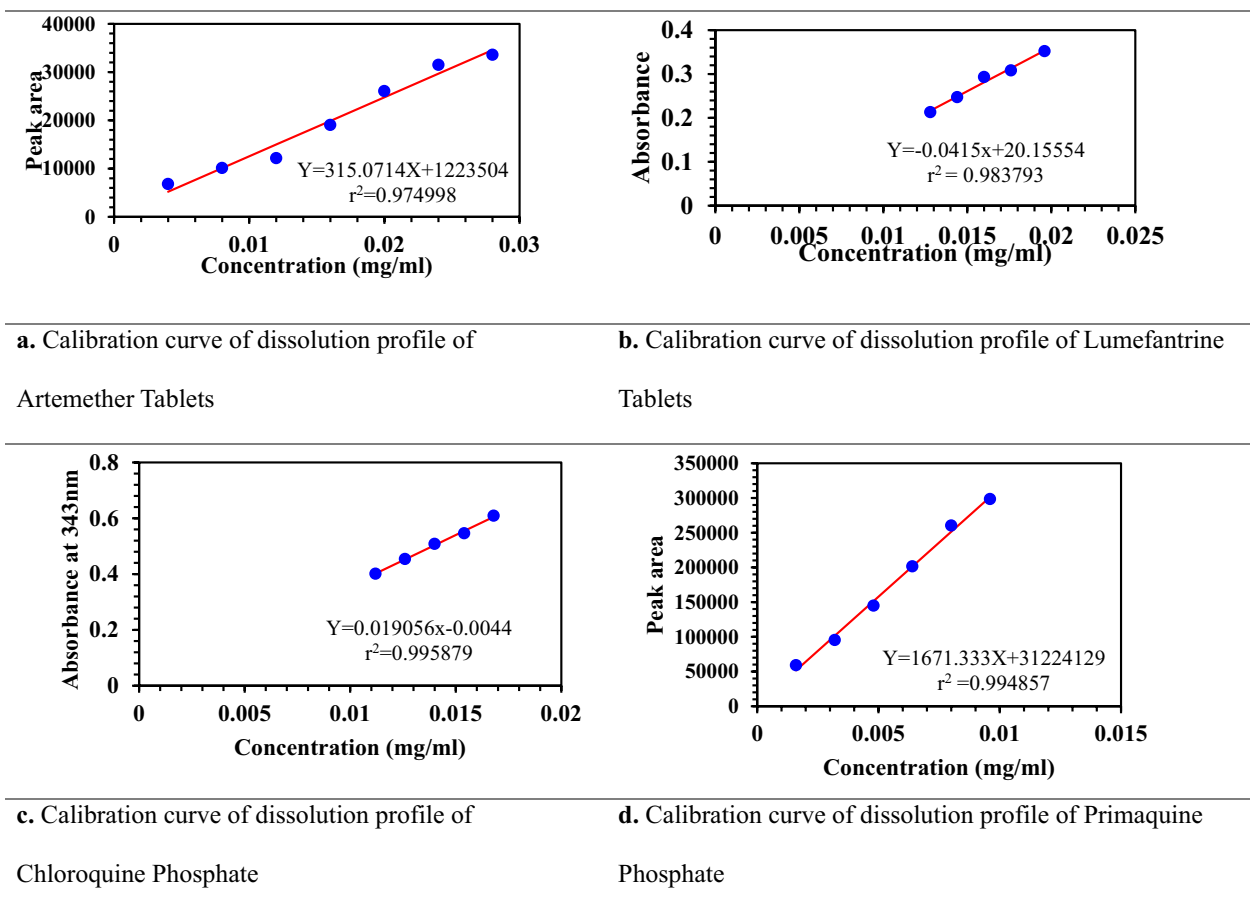 40000
30000
20000
10000
0
Peak area
Y=315.0714X+1223504
r²=0.974998
0 0.01 0.02 0.03
Concentration (mg/ml)
0.4
0.3
0.2
0.1
0
Absorbance
Y=-0.0415x+20.15554
r² = 0.983793
0 0.005 0.01 0.015 0.02 0.025
Concentration (mg/ml)
a. Calibration curve of dissolution profile of
Artemether Tablets
b. Calibration curve of dissolution profile of Lumefantrine
Tablets
0.8
0.6
0.4
0.2
0
Absorbance at 343nm
Y=0.019056x-0.0044
r²=0.995879
0 0.005 0.01 0.015 0.02
Concentration (mg/ml)
350000
300000
250000
200000
150000
100000
50000
0
Peak area
Y=1671.333X+31224129
r² =0.994857
0 0.005 0.01 0.015
Concentration (mg/ml)
c. Calibration curve of dissolution profile of
Chloroquine Phosphate
d. Calibration curve of dissolution profile of Primaquine
Phosphate